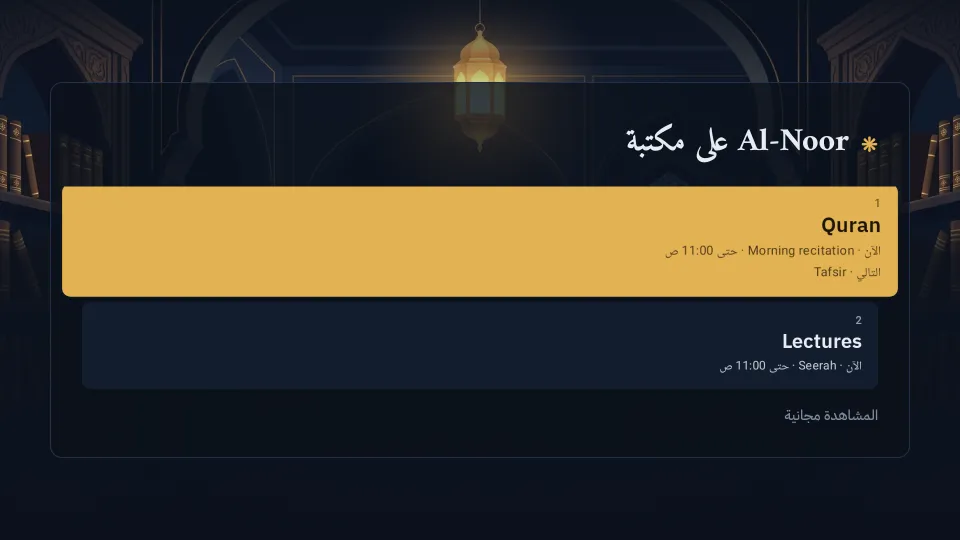 Al-Noor على مكتبة
1
Quran
الآن · Morning recitation · حتى 11:00 ص
التالي · Tafsir
2
Lectures
الآن · Seerah · حتى 11:00 ص
المشاهدة مجانية